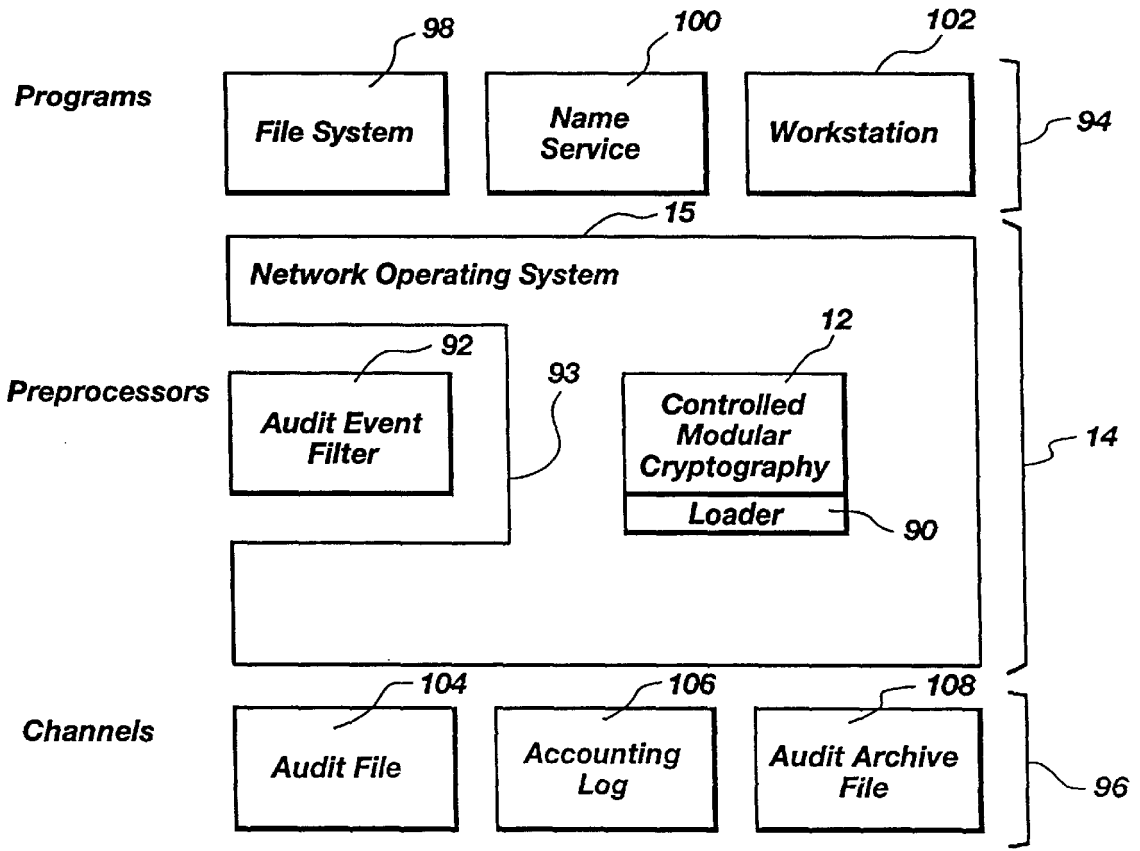 98
100
102
Programs
File System
Name
Service
Workstation
94
15
Network Operating System
12
92
93
Preprocessors
Audit Event
Filter
Controlled
Modular
Cryptography
14
Loader
90
104
106
108
Channels
Audit File
Accounting
Log
Audit Archive
File
96